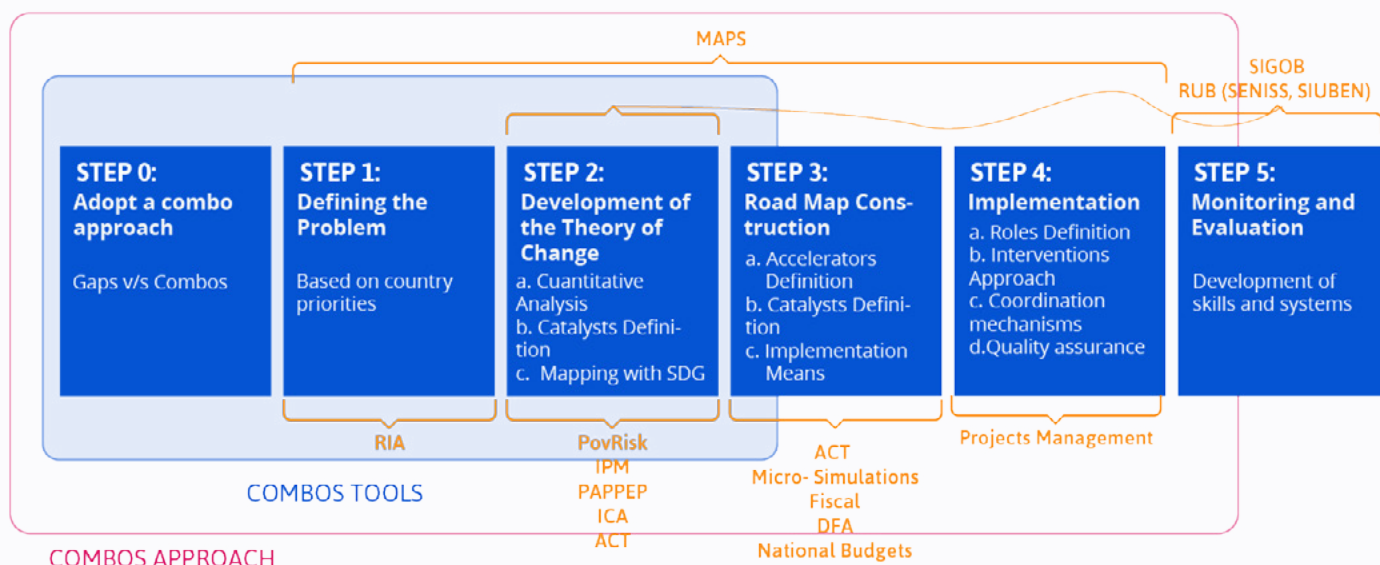 MAPS
SIGOB
RUB (SENISS, SIUBEN)
STEP 0:
Adopt a combo
approach
Gaps v/s Combos
STEP 1:
Defining the
Problem
Based on country
priorities
STEP 2:
Development of
the Theory of
Change
a. Cuantitative
Analysis
b. Catalysts Defini-
tion
c. Mapping with SDG
STEP 3:
Road Map Cons-
truction
a. Accelerators
Definition
b. Catalysts Defini-
tion
c. Implementation
Means
STEP 4:
Implementation
a. Roles Definition
b. Interventions
Approach
c. Coordination
mechanisms
d.Quality assurance
STEP 5:
Monitoring and
Evaluation
Development of
skills and systems
RIA
PovRisk
IPM
PAPPEP
ICA
ACT
ACT
Micro- Simulations
Fiscal
DFA
National Budgets
Projects Management
COMBOS TOOLS
COMBOS APPROACH